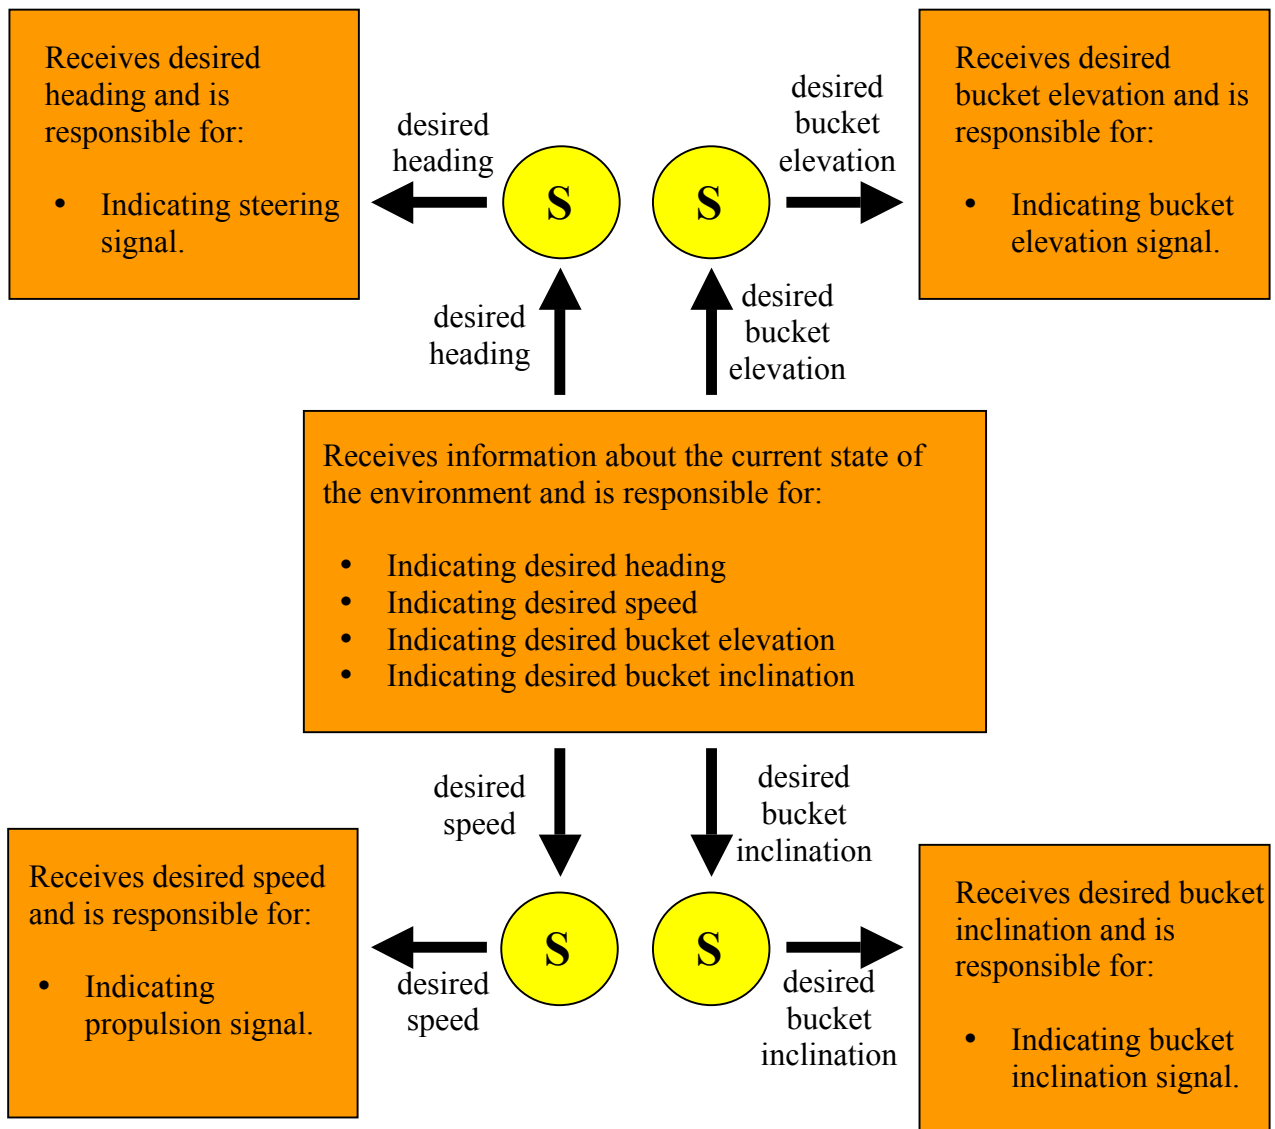 Receives desired
heading and is
responsible for:
• Indicating steering
signal.
desired
heading
S
S
desired
bucket
elevation
Receives desired
bucket elevation and is
responsible for:
• Indicating bucket
elevation signal.
desired
heading
desired
bucket
elevation
Receives information about the current state of
the environment and is responsible for:
• Indicating desired heading
• Indicating desired speed
• Indicating desired bucket elevation
• Indicating desired bucket inclination
desired
speed
desired
bucket
inclination
Receives desired speed
and is responsible for:
• Indicating
propulsion signal.
desired
speed
S
S
desired
bucket
inclination
Receives desired bucket
inclination and is
responsible for:
• Indicating bucket
inclination signal.